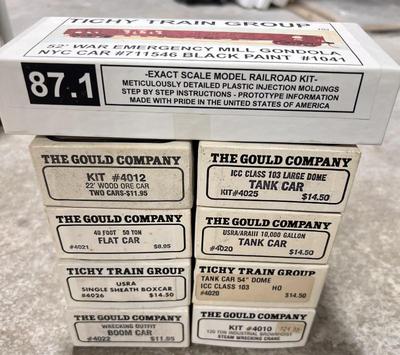 TICHY TRAIN GROUP
52' WAR EMERGENCY MILL GONDOLA
NYC CAR #711546 BLACK PAINT #1041
87.1
-EXACT SCALE MODEL RAILROAD KIT-
METICULOUSLY DETAILED PLASTIC INJECTION MOLDINGS
STEP BY STEP INSTRUCTIONS - PROTOTYPE INFORMATION
MADE WITH PRIDE IN THE UNITED STATES OF AMERICA
THE GOULD COMPANY
KIT #4012
22' WOOD ORE CAR
TWO CARS-$11.95
THE GOULD COMPANY
ICC CLASS 103 LARGE DOME
TANK CAR
KIT#4025
$14.50
THE GOULD COMPANY
40 FOOT 50 TON
FLAT CAR
#4021
$8.95
THE GOULD COMPANY
USRA/ARAIII 10,000 GALLON
TANK CAR
#4020
$14.50
TICHY TRAIN GROUP
USRA
SINGLE SHEATH BOXCAR
#4026
$14.50
TICHY TRAIN GROUP
TANK CAR 54" DOME
ICC CLASS 103 HO
#4020
$14.50
THE GOULD COMPANY
WRECKING OUTFIT
BOOM CAR
#4022
$11.95
THE GOULD COMPANY
KIT #4010
120 TON INDUSTRIAL BROWNHOIST
STEAM WRECKING CRANE